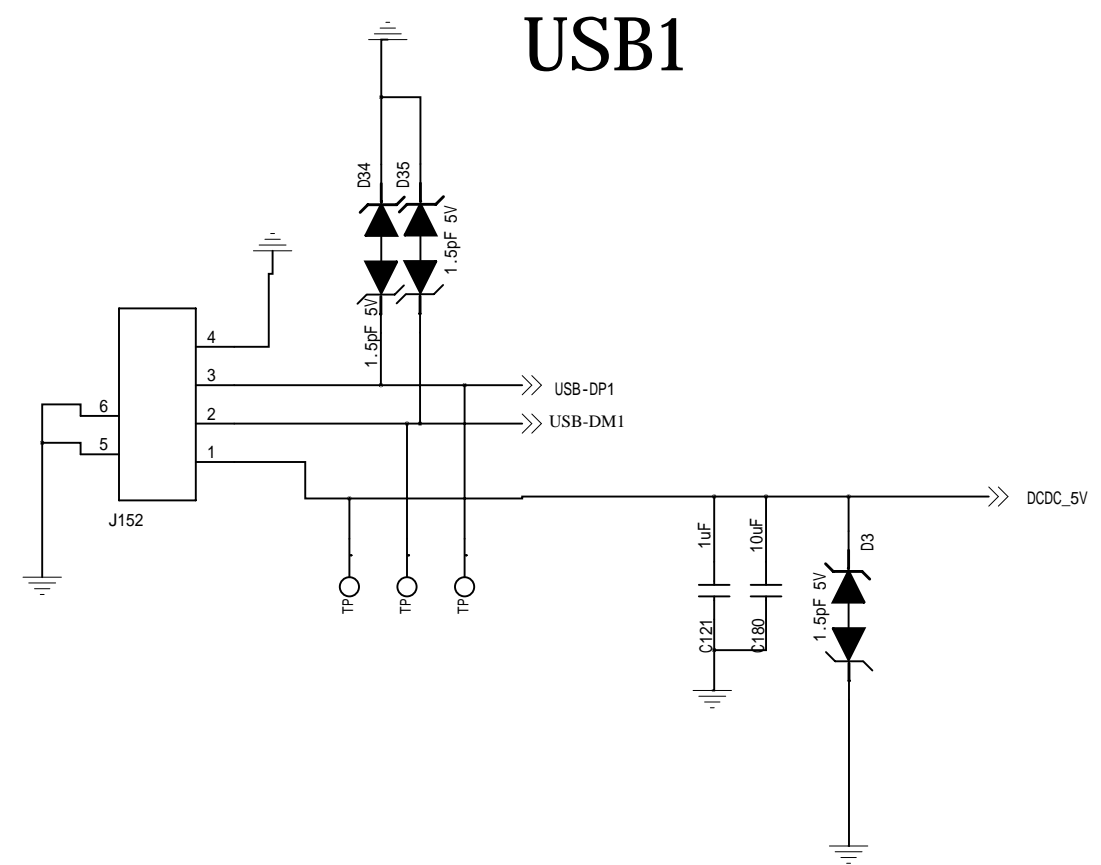 USB1
D34
D35
1.5pF 5V
1.5pF 5V
4
3
USB-DP1
6
2
USB-DM1
5
1
J152
DCDC_5V
1uF
10uF
D3
1.5pF 5V
TP
TP
TP
C121
C180